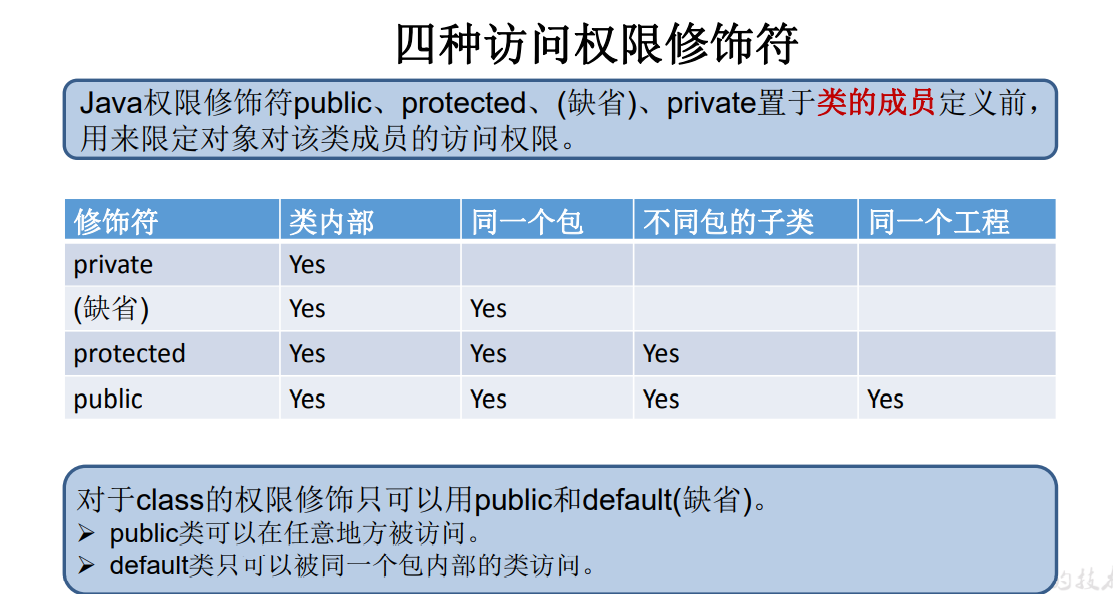 四种访问权限修饰符
Java权限修饰符public、protected、(缺省)、private置于类的成员定义前，
用来限定对象对该类成员的访问权限。
修饰符 类内部 同一个包 不同包的子类 同一个工程
private Yes
(缺省) Yes Yes
protected Yes Yes Yes
public Yes Yes Yes Yes
对于class的权限修饰只可以用public和default(缺省)。
➢ public类可以在任意地方被访问。
➢ default类只可以被同一个包内部的类访问。
的技术